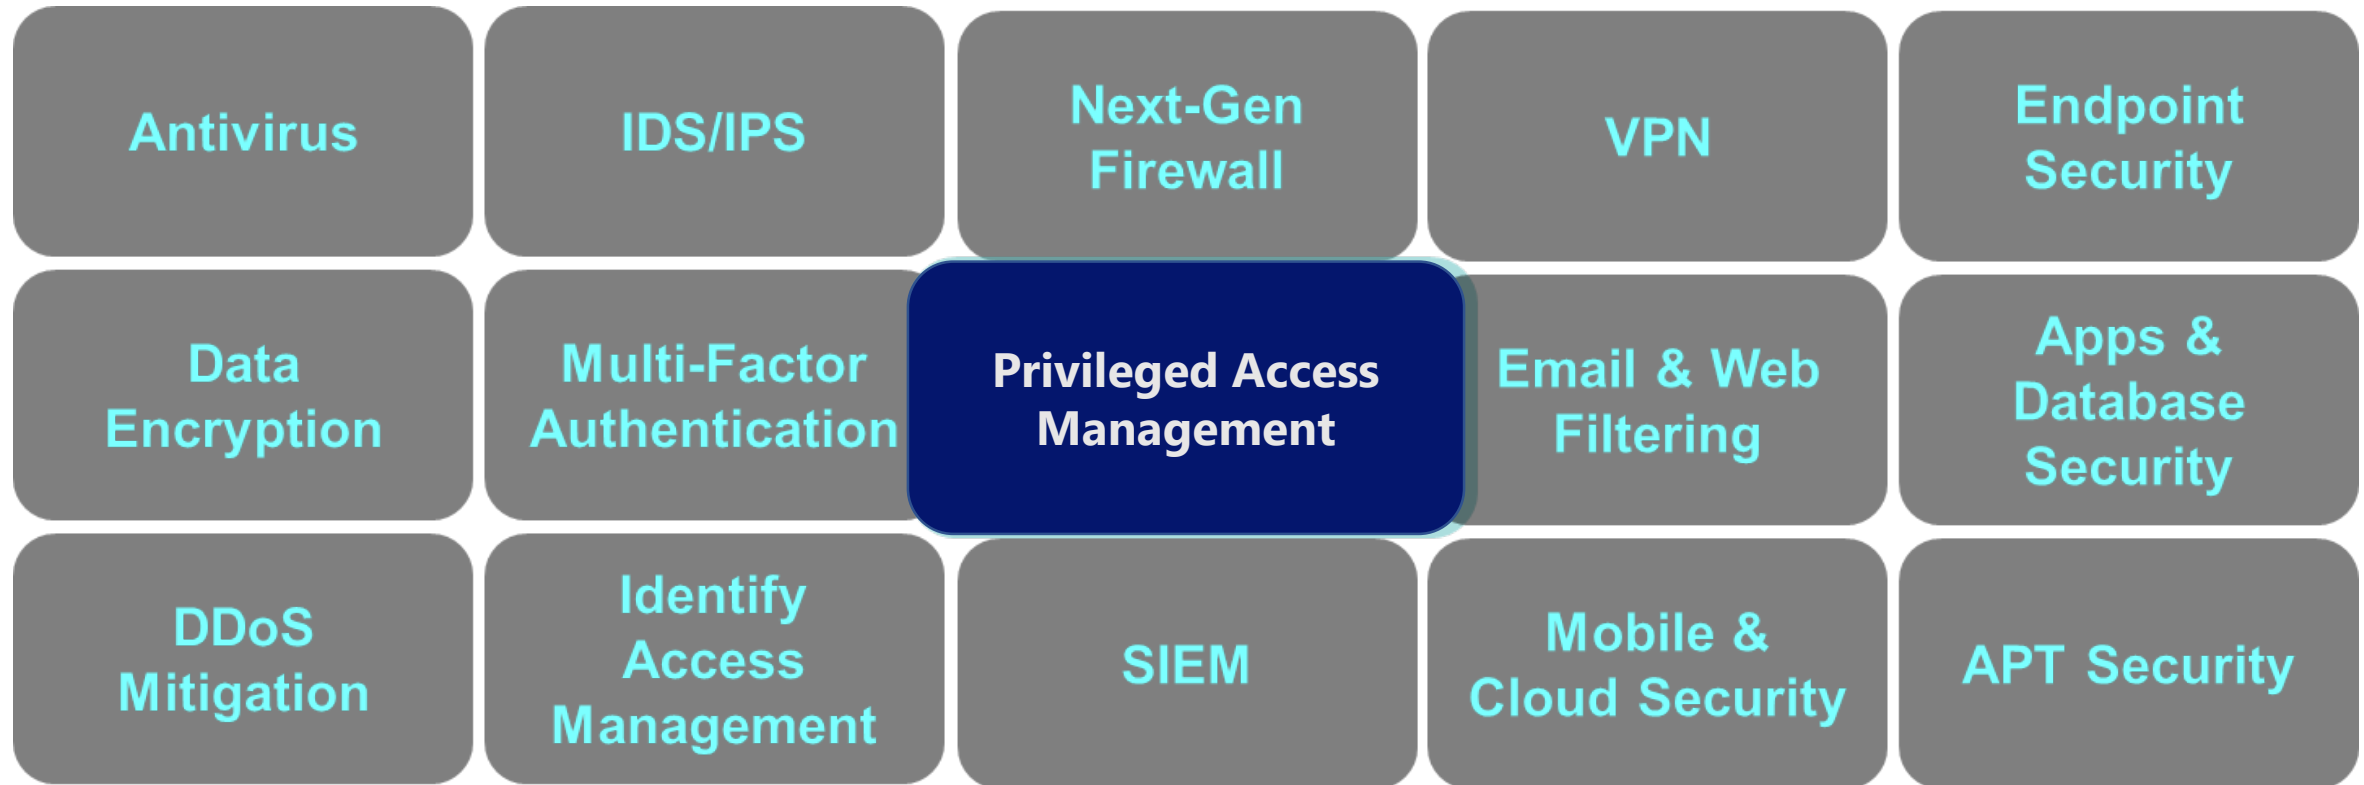 Antivirus
IDS/IPS
Next-Gen
Firewall
VPN
Endpoint
Security
Data
Encryption
Multi-Factor
Authentication
Privileged Access
Management
Email & Web
Filtering
Apps &
Database
Security
DDoS
Mitigation
Identify
Access
Management
SIEM
Mobile &
Cloud Security
APT Security